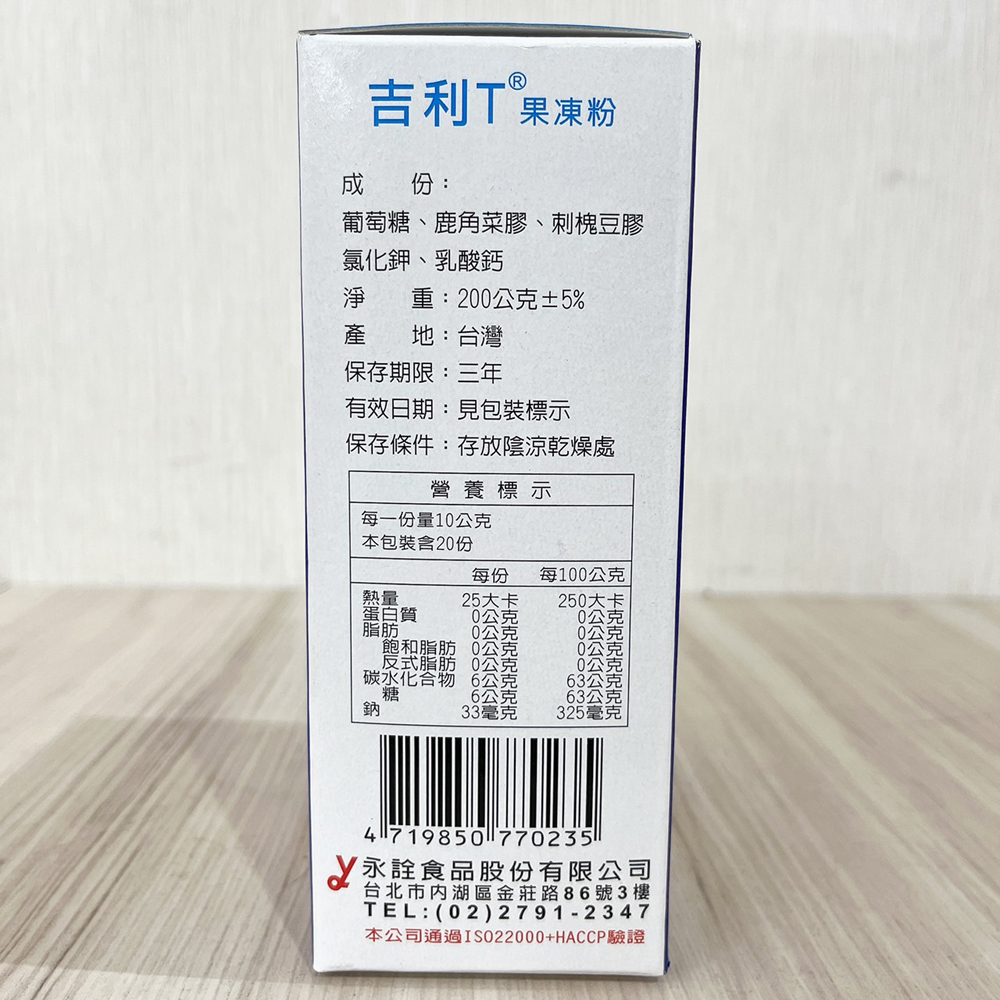 吉利T® 果凍粉
成 份：
葡萄糖、鹿角菜膠、刺槐豆膠
氯化鉀、乳酸鈣
淨 重：200公克±5%
產 地：台灣
保存期限：三年
有效日期：見包裝標示
保存條件：存放陰涼乾燥處
營養標示
每一份量10公克
本包裝含20份
每份 每100公克
熱量 25大卡 250大卡
蛋白質 0公克 0公克
脂肪 0公克 0公克
飽和脂肪 0公克 0公克
反式脂肪 0公克 0公克
碳水化合物 6公克 63公克
糖 6公克 63公克
鈉 33毫克 325毫克
4 719850 770235
永詮食品股份有限公司
台北市內湖區金莊路86號3樓
TEL:(02)2791-2347
本公司通過ISO22000+HACCP驗證